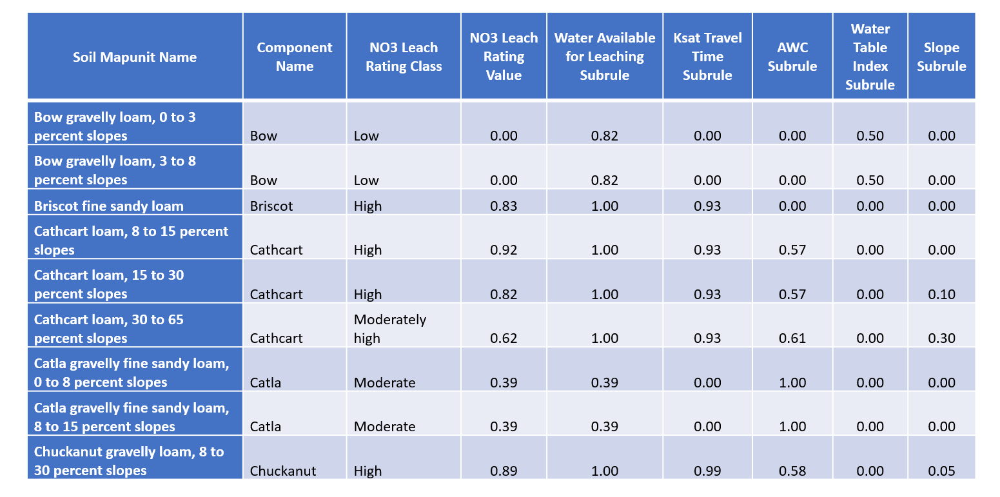 Soil Mapunit Name
Component
Name
NO3 Leach
Rating Class
NO3 Leach
Rating
Value
Water Available
for Leaching
Subrule
Ksat Travel
Time
Subrule
AWC
Subrule
Water
Table
Index
Subrule
Slope
Subrule
Bow gravelly loam, 0 to 3
percent slopes
Bow
Low
0.00
0.82
0.00
0.00
0.50
0.00
Bow gravelly loam, 3 to 8
percent slopes
Bow
Low
0.00
0.82
0.00
0.00
0.50
0.00
Briscot fine sandy loam
Briscot
High
0.83
1.00
0.93
0.00
0.00
0.00
Cathcart loam, 8 to 15 percent
slopes
Cathcart
High
0.92
1.00
0.93
0.57
0.00
0.00
Cathcart loam, 15 to 30
percent slopes
Cathcart
High
0.82
1.00
0.93
0.57
0.00
0.10
Cathcart loam, 30 to 65
percent slopes
Cathcart
Moderately
high
0.62
1.00
0.93
0.61
0.00
0.30
Catla gravelly fine sandy loam,
0 to 8 percent slopes
Catla
Moderate
0.39
0.39
0.00
1.00
0.00
0.00
Catla gravelly fine sandy loam,
8 to 15 percent slopes
Catla
Moderate
0.39
0.39
0.00
1.00
0.00
0.00
Chuckanut gravelly loam, 8 to
30 percent slopes
Chuckanut
High
0.89
1.00
0.99
0.58
0.00
0.05